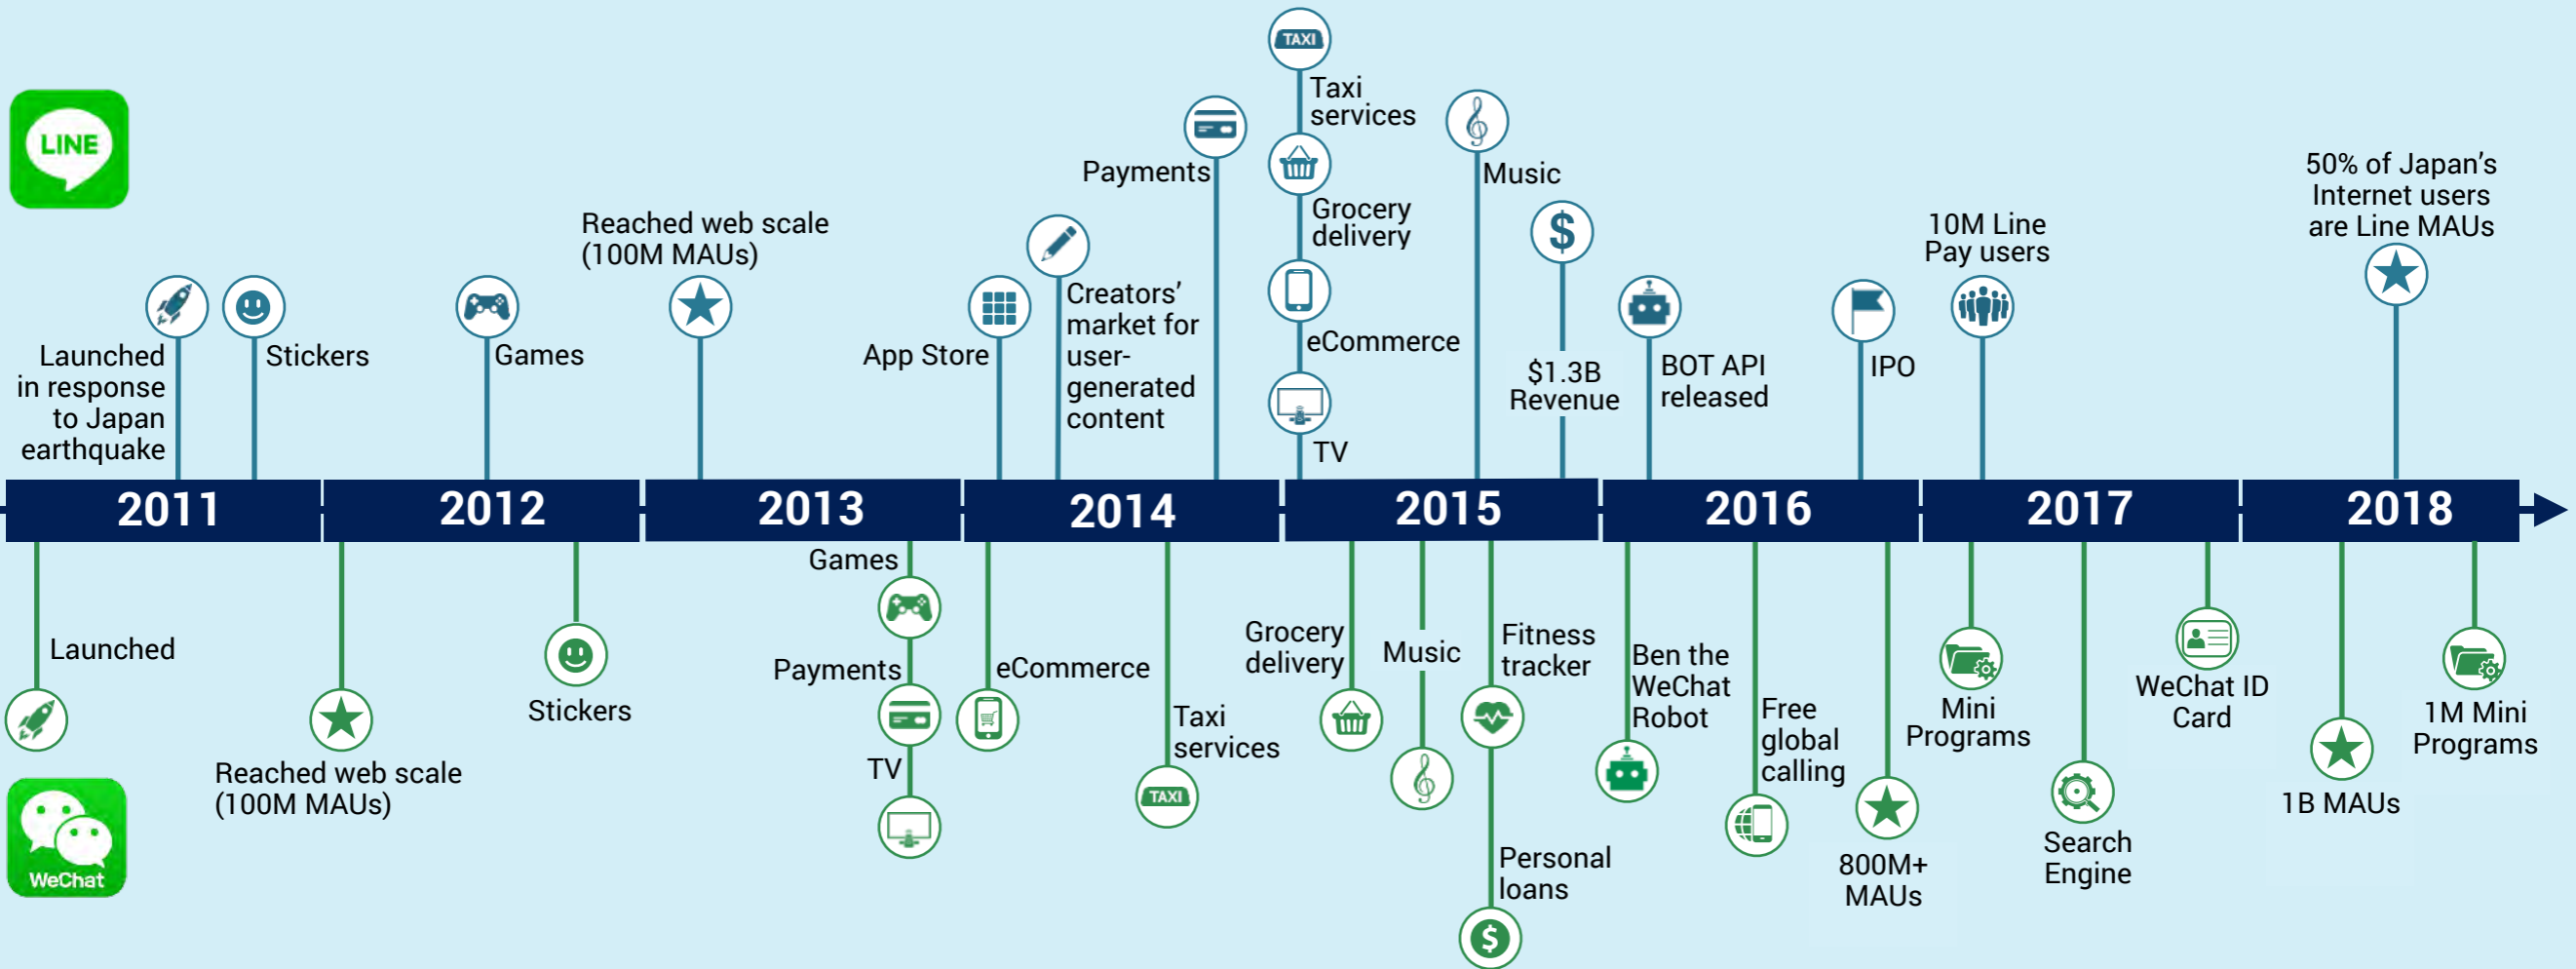 TAXI
Taxi
services
LINE
Payments
Music
Grocery
delivery
50% of Japan's
Internet users
are Line MAUs
Reached web scale
(100M MAUs)
$
10M Line
Pay users
Launched
in response
to Japan
earthquake
Stickers
Games
App Store
Creators'
market for
user-
generated
content
eCommerce
$1.3B
Revenue
BOT API
released
IPO
TV
2011
2012
2013
2014
2015
2016
2017
2018
Launched
Reached web scale
(100M MAUs)
Stickers
Games
Payments
TV
eCommerce
Taxi
services
TAXI
Grocery
delivery
Music
Fitness
tracker
Personal
loans
$
Ben the
WeChat
Robot
Free
global
calling
800M+
MAUs
Mini
Programs
Search
Engine
WeChat ID
Card
1B MAUs
1M Mini
Programs
WeChat